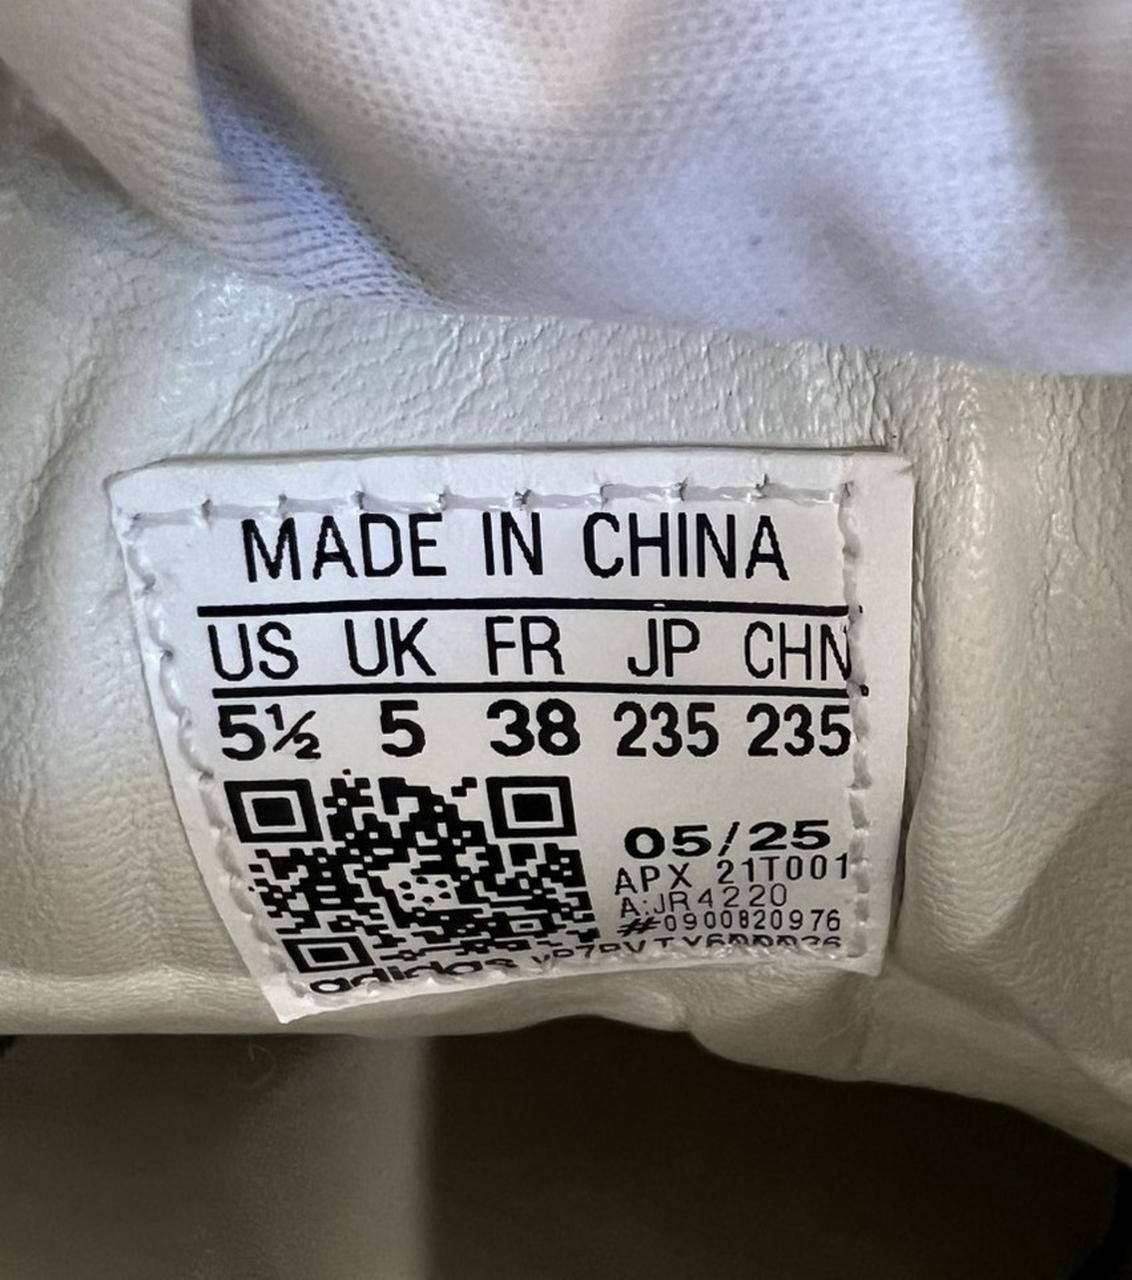 MADE IN CHINA
US UK FR JP CHN
5½ 5 38 235 235
05/25
APX 21T001
A:JR4220
#0900820976
adidas